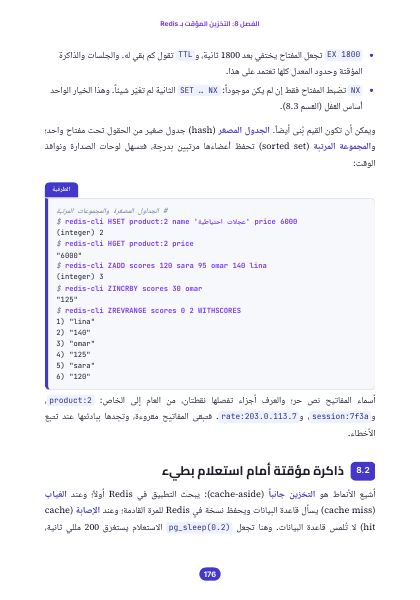 الفصل 8: التخزين المؤقت بـ Redis
• EX 1800 تجعل المفتاح يختفي بعد 1800 ثانية، و TTL تقول كم بقي له. والجلسات والذاكرة
المؤقتة وحدود المعدل كلها تعتمد على هذا.
• NX تضبط المفتاح فقط إن لم يكن موجوداً: SET … NX الثانية لم تغيّر شيئاً. وهذا الخيار الواحد
أساس القفل (القسم 8.3).
ويمكن أن تكون القيم بُنى أيضاً. الجدول المصغر (hash) جدول صغير من الحقول تحت مفتاح واحد؛
والمجموعة المرتبة (sorted set) تحفظ أعضاءها مرتبين بدرجة، فتسهل لوحات الصدارة ونوافذ
الوقت:
الطرفية
# الجداول المصغرة والمجموعات المرتبة
$ redis-cli HSET product:2 name 'عجلات احتياطية' price 6000
(integer) 2
$ redis-cli HGET product:2 price
"6000"
$ redis-cli ZADD scores 120 sara 95 omar 140 lina
(integer) 3
$ redis-cli ZINCRBY scores 30 omar
"125"
$ redis-cli ZREVRANGE scores 0 2 WITHSCORES
1) "lina"
2) "140"
3) "omar"
4) "125"
5) "sara"
6) "120"
أسماء المفاتيح نص حر؛ والعرف أجزاء تفصلها نقطتان، من العام إلى الخاص: product:2 ,
و session:7f3a ، و rate:203.0.113.7 . فتبقى المفاتيح مقروءة، وتجدها ببادئتها عند تتبع
الأخطاء.
8.2 ذاكرة مؤقتة أمام استعلام بطيء
أشيع الأنماط هو التخزين جانباً (cache-aside): يبحث التطبيق في Redis أولاً؛ وعند الغياب
(cache miss) يسأل قاعدة البيانات ويحفظ نسخة في Redis للمرة القادمة؛ وعند الإصابة (cache
hit) لا تُلمس قاعدة البيانات. وهنا تجعل pg_sleep(0.2) الاستعلام يستغرق 200 مللي ثانية،
176